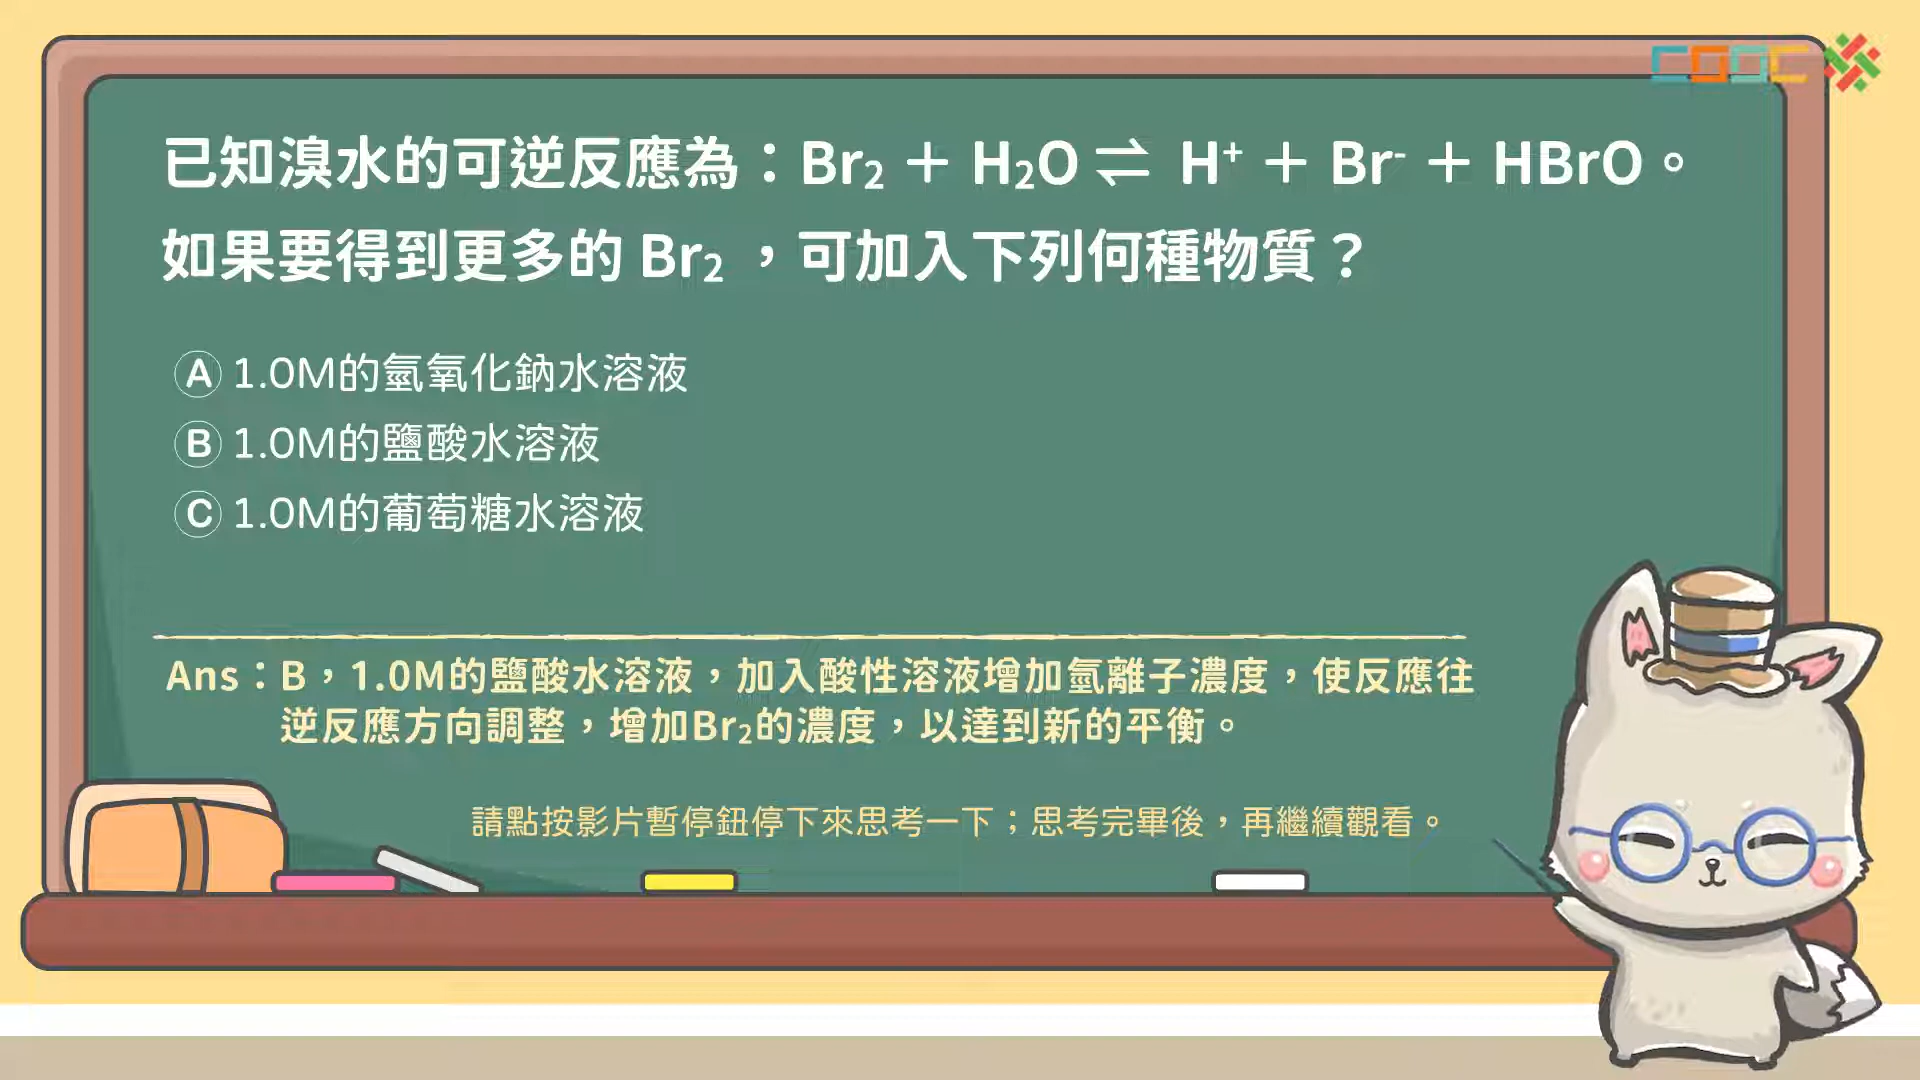 COOC
已知溴水的可逆反應為：Br₂ + H₂O ⇌ H⁺ + Br⁻ + HBrO。
如果要得到更多的 Br₂ ，可加入下列何種物質？
Ⓐ 1.0M的氫氧化鈉水溶液
Ⓑ 1.0M的鹽酸水溶液
Ⓒ 1.0M的葡萄糖水溶液
Ans：B，1.0M的鹽酸水溶液，加入酸性溶液增加氫離子濃度，使反應往
逆反應方向調整，增加Br₂的濃度，以達到新的平衡。
請點按影片暫停鈕停下來思考一下；思考完畢後，再繼續觀看。